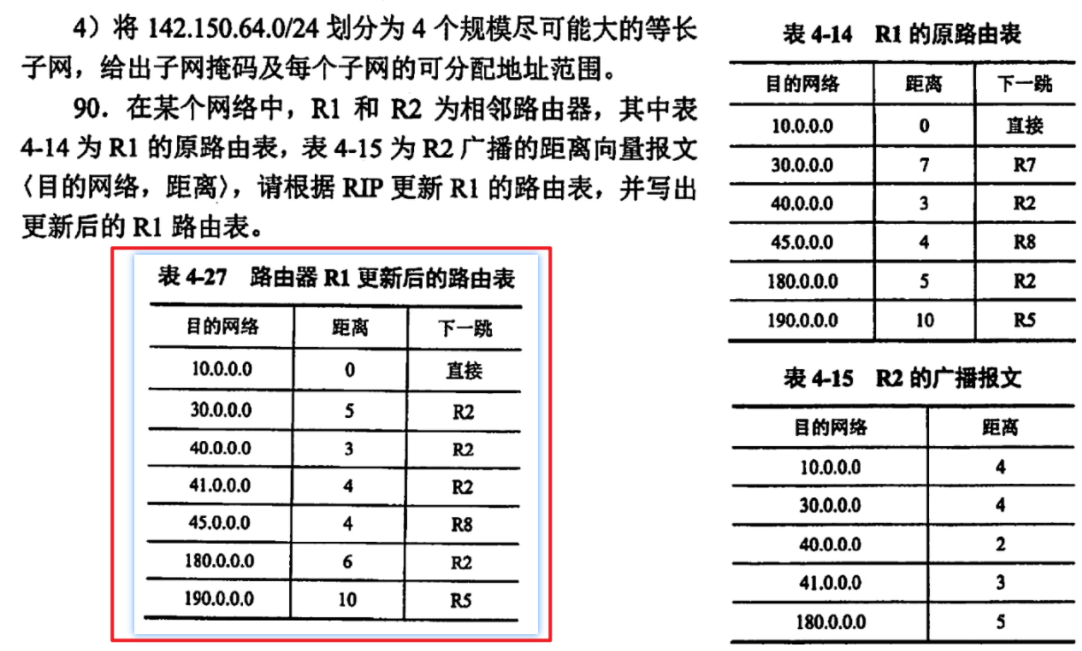 4）将 142.150.64.0/24 划分为 4 个规模尽可能大的等长
子网，给出子网掩码及每个子网的可分配地址范围。
90．在某个网络中，R1 和 R2 为相邻路由器，其中表
4-14 为 R1 的原路由表，表 4-15 为 R2 广播的距离向量报文
〈目的网络，距离〉，请根据 RIP 更新 R1 的路由表，并写出
更新后的 R1 路由表。
表 4-27 路由器 R1 更新后的路由表
目的网络 距离 下一跳
10.0.0.0 0 直接
30.0.0.0 5 R2
40.0.0.0 3 R2
41.0.0.0 4 R2
45.0.0.0 4 R8
180.0.0.0 6 R2
190.0.0.0 10 R5
表 4-14 R1 的原路由表
目的网络 距离 下一跳
10.0.0.0 0 直接
30.0.0.0 7 R7
40.0.0.0 3 R2
45.0.0.0 4 R8
180.0.0.0 5 R2
190.0.0.0 10 R5
表 4-15 R2 的广播报文
目的网络 距离
10.0.0.0 4
30.0.0.0 4
40.0.0.0 2
41.0.0.0 3
180.0.0.0 5